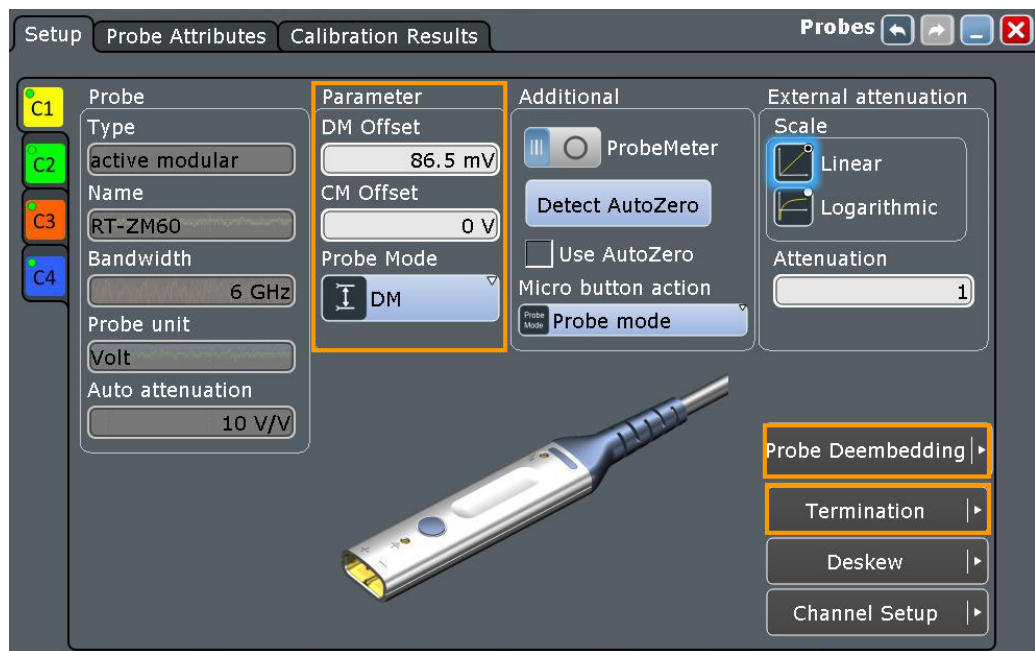 Setup Probe Attributes Calibration Results Probes
C1
C2
C3
C4
Probe
Type
active modular
Name
RT-ZM60
Bandwidth
6 GHz
Probe unit
Volt
Auto attenuation
10 V/V
Parameter
DM Offset
86.5 mV
CM Offset
0 V
Probe Mode
DM
Additional
ProbeMeter
Detect AutoZero
Use AutoZero
Micro button action
Probe Mode Probe mode
External attenuation
Scale
Linear
Logarithmic
Attenuation
1
Probe Deembedding
Termination
Deskew
Channel Setup